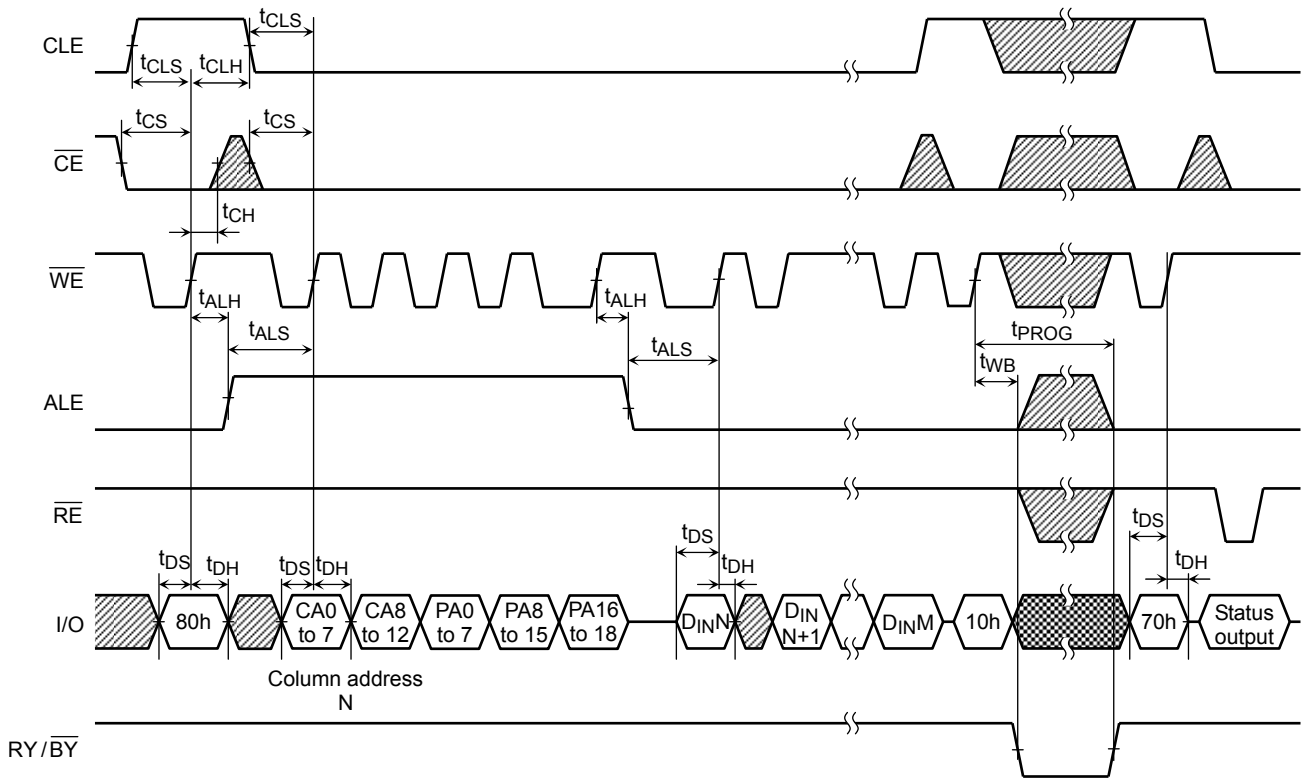 CLE
tCLS
tCLS
tCLH
CE
tCS
tCS
tCH
WE
tALH
tALS
tALH
tALS
tPROG
tWB
ALE
RE
tDS
tDH
tDS
tDH
tDS
tDH
tDS
tDH
I/O
80h
CA0
to 7
CA8
to 12
PA0
to 7
PA8
to 15
PA16
to 18
DINN
DIN
N+1
DINM
10h
70h
Status
output
Column address
N
RY/BY